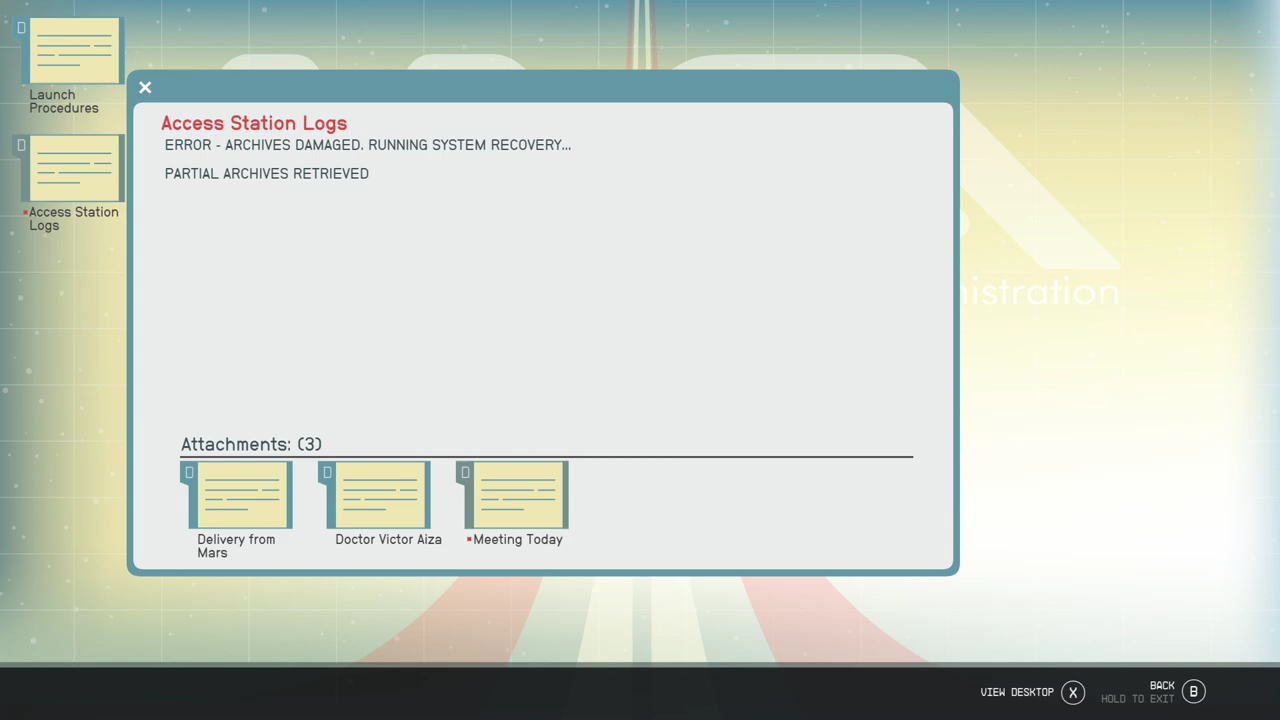 Launch
Procedures
Access Station
Logs
Access Station Logs
ERROR - ARCHIVES DAMAGED. RUNNING SYSTEM RECOVERY...
PARTIAL ARCHIVES RETRIEVED
Attachments: (3)
Delivery from
Mars
Doctor Victor Aiza
Meeting Today
nistration
VIEW DESKTOP X
BACK
HOLD TO EXIT B